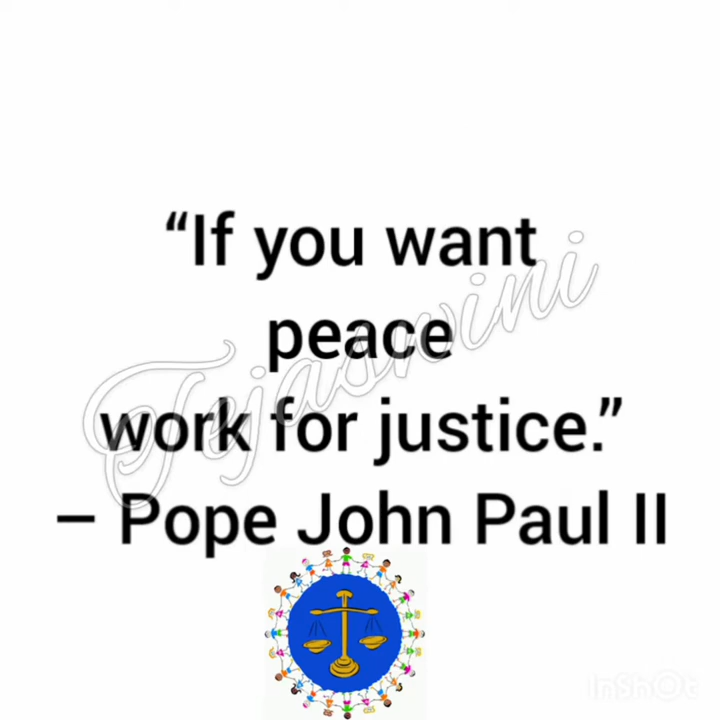 “If you want
peace
work for justice.”
– Pope John Paul II
Tejaswini
InShOt